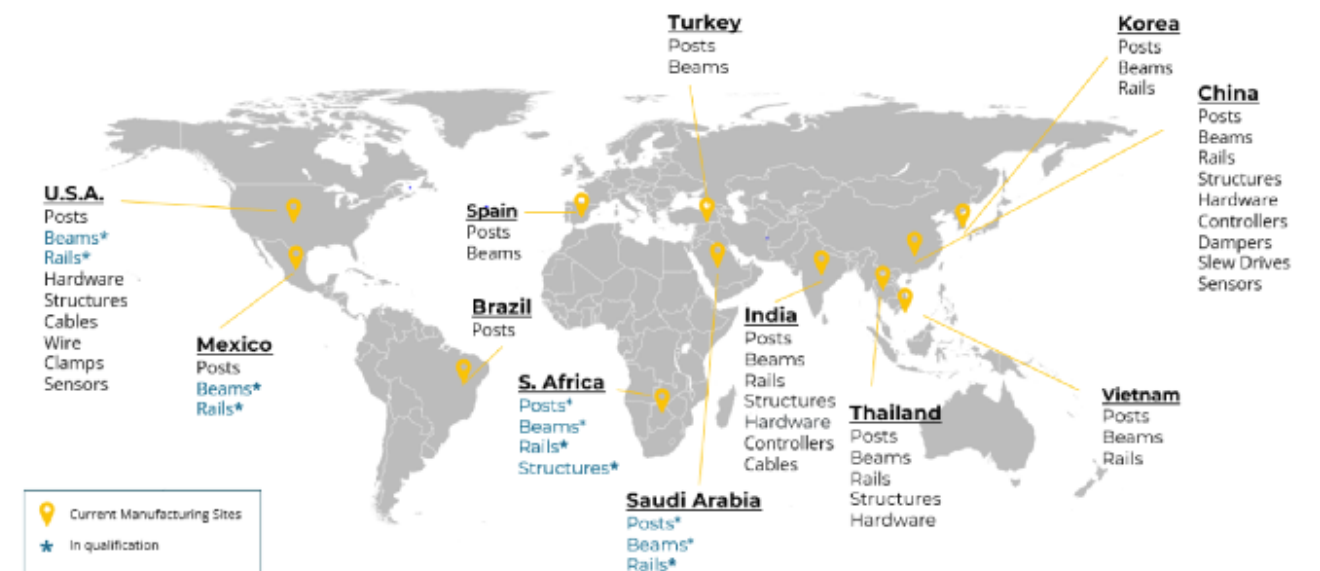 Turkey
Posts
Beams
Korea
Posts
Beams
Rails
China
Posts
Beams
Rails
Structures
Hardware
Controllers
Dampers
Slew Drives
Sensors
U.S.A.
Posts
Beams*
Rails*
Hardware
Structures
Cables
Wire
Clamps
Sensors
Spain
Posts
Beams
Mexico
Posts
Beams*
Rails*
Brazil
Posts
S. Africa
Posts*
Beams*
Rails*
Structures*
India
Posts
Beams
Rails
Structures
Hardware
Controllers
Cables
Saudi Arabia
Posts*
Beams*
Rails*
Thailand
Posts
Beams
Rails
Structures
Hardware
Vietnam
Posts
Beams
Rails
Current Manufacturing Sites
* In qualification